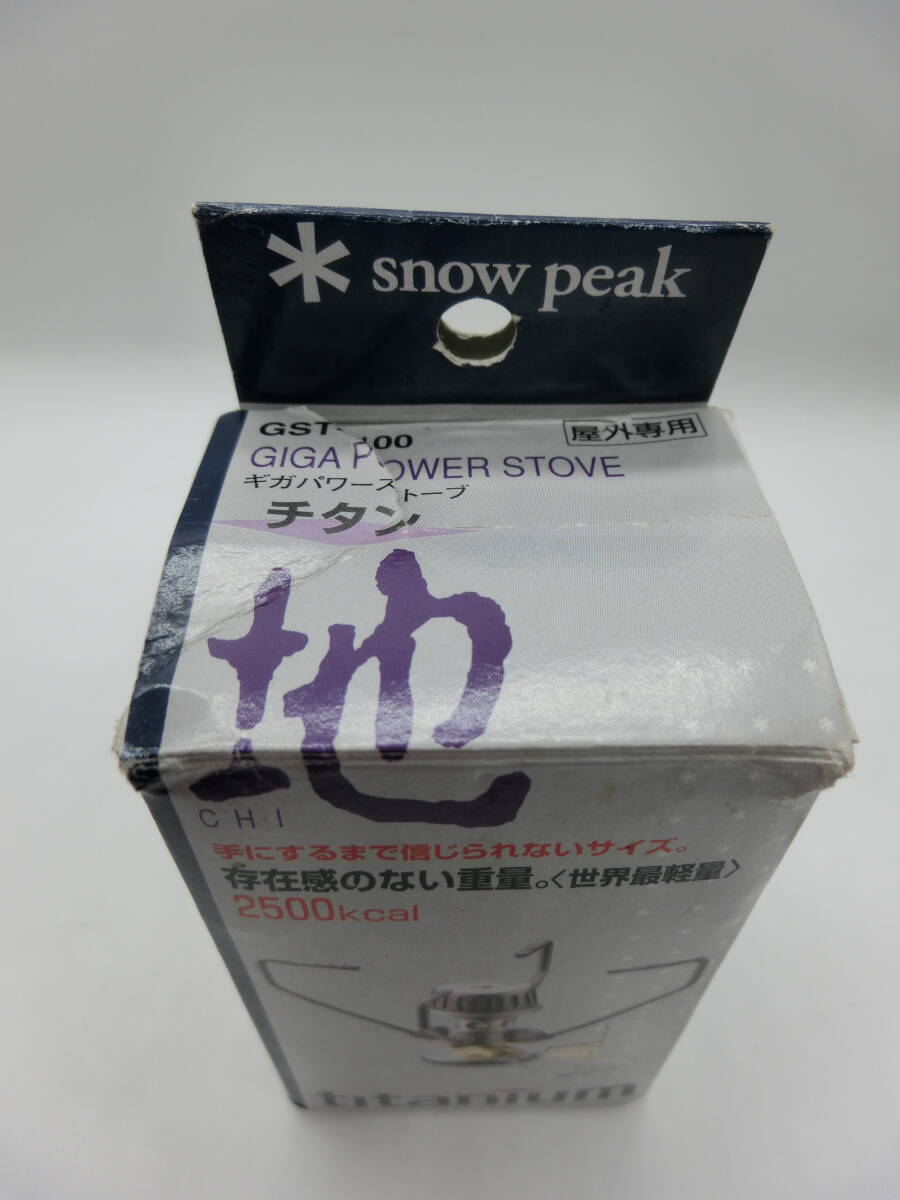 snow peak
GST-100
屋外専用
GIGA POWER STOVE
ギガパワーストーブ
チタン
地
CHI
手にするまで信じられないサイズ。
存在感のない重量。〈世界最軽量〉
2500kcal
titanium